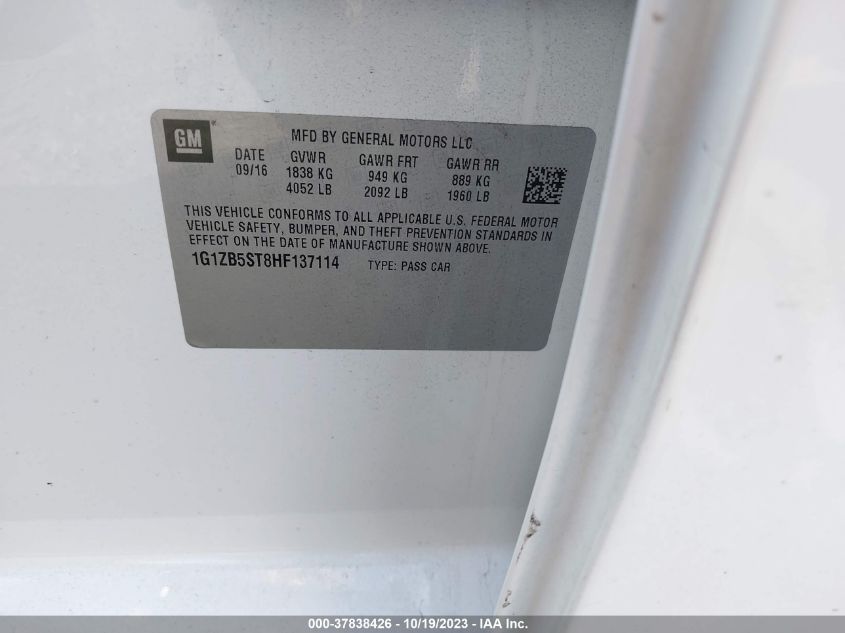 GM
MFD BY GENERAL MOTORS LLC
DATE GVWR GAWR FRT GAWR RR
09/16 1838 KG 949 KG 889 KG
4052 LB 2092 LB 1960 LB
THIS VEHICLE CONFORMS TO ALL APPLICABLE U.S. FEDERAL MOTOR
VEHICLE SAFETY, BUMPER, AND THEFT PREVENTION STANDARDS IN
EFFECT ON THE DATE OF MANUFACTURE SHOWN ABOVE.
1G1ZB5ST8HF137114 TYPE: PASS CAR
000-37838426 - 10/19/2023 - IAA Inc.